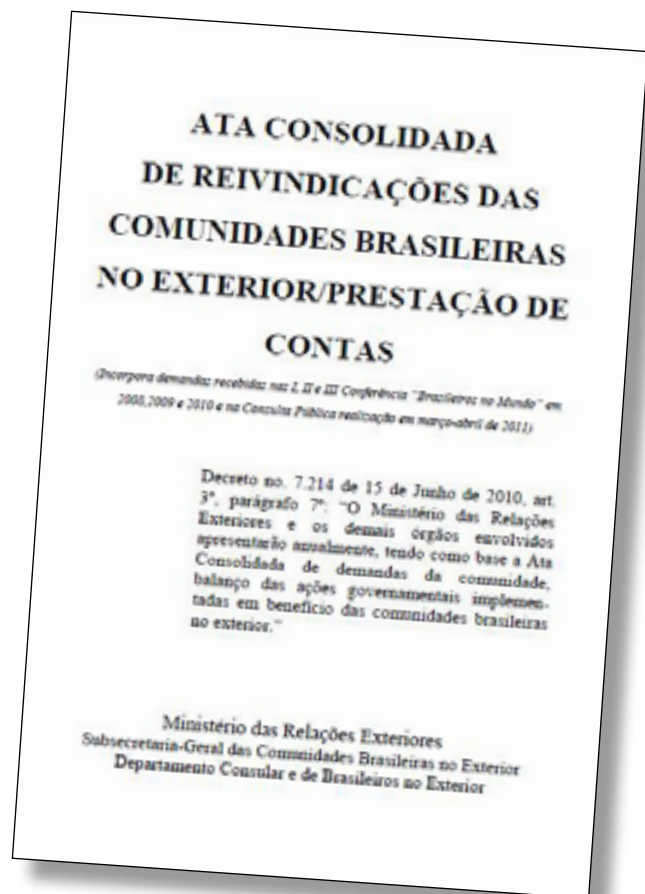 ATA CONSOLIDADA
DE REIVINDICAÇÕES DAS
COMUNIDADES BRASILEIRAS
NO EXTERIOR/PRESTAÇÃO DE
CONTAS
(Incorpora demandas recebidas nas I, II e III Conferência "Brasileiros no Mundo" em
2008,2009 e 2010 e na Consulta Pública realização em março-abril de 2011)
Decreto no. 7.214 de 15 de Junho de 2010, art.
3º, parágrafo 7º: "O Ministério das Relações
Exteriores e os demais órgãos envolvidos
apresentarão anualmente, tendo como base a Ata
Consolidada de demandas da comunidade,
balanço das ações governamentais implemen-
tadas em benefício das comunidades brasileiras
no exterior."
Ministério das Relações Exteriores
Subsecretaria-Geral das Comunidades Brasileiras no Exterior
Departamento Consular e de Brasileiros no Exterior